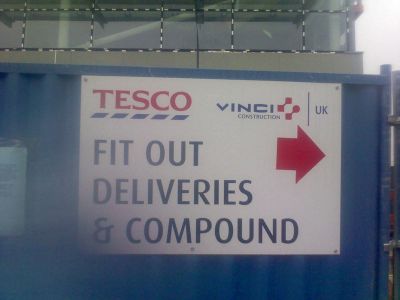 TESCO VINCI CONSTRUCTION UK
FIT OUT
DELIVERIES
& COMPOUND